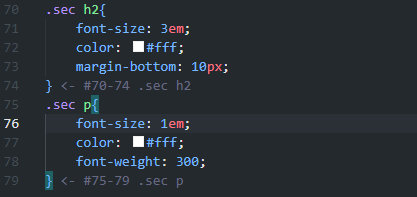 70 .sec h2{
71 font-size: 3em;
72 color: #fff;
73 margin-bottom: 10px;
74 } <- #70-74 .sec h2
75 .sec p{
76 font-size: 1em;
77 color: #fff;
78 font-weight: 300;
79 } <- #75-79 .sec p